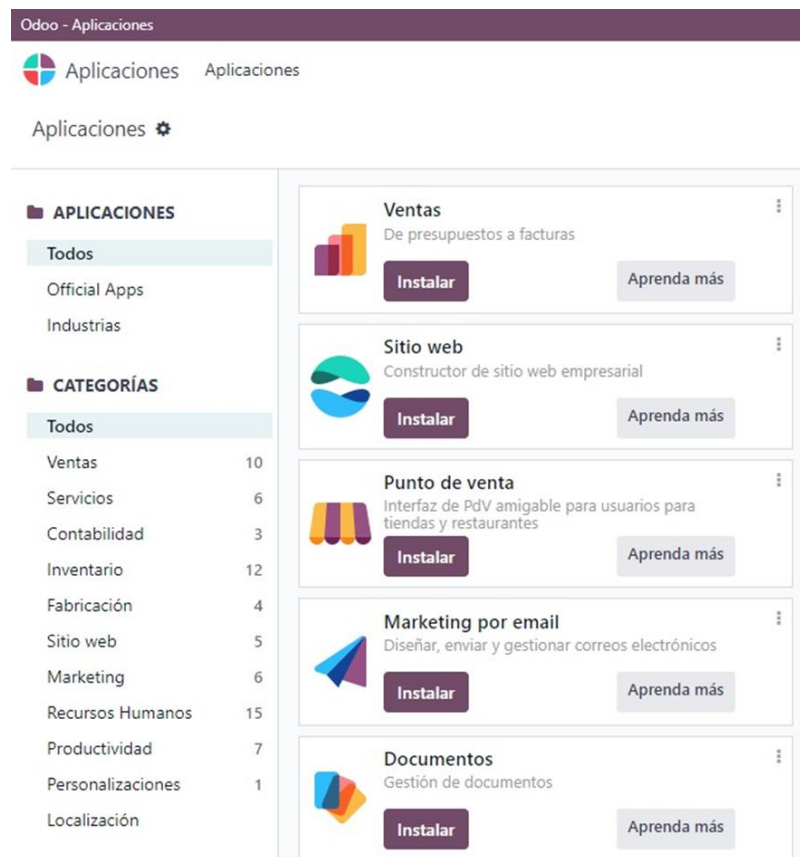 Odoo - Aplicaciones
Aplicaciones Aplicaciones
Aplicaciones
APLICACIONES
Todos
Official Apps
Industrias
CATEGORÍAS
Todos
Ventas 10
Servicios 6
Contabilidad 3
Inventario 12
Fabricación 4
Sitio web 5
Marketing 6
Recursos Humanos 15
Productividad 7
Personalizaciones 1
Localización
Ventas
De presupuestos a facturas
Instalar Aprenda más
Sitio web
Constructor de sitio web empresarial
Instalar Aprenda más
Punto de venta
Interfaz de PdV amigable para usuarios para
tiendas y restaurantes
Instalar Aprenda más
Marketing por email
Diseñar, enviar y gestionar correos electrónicos
Instalar Aprenda más
Documentos
Gestión de documentos
Instalar Aprenda más